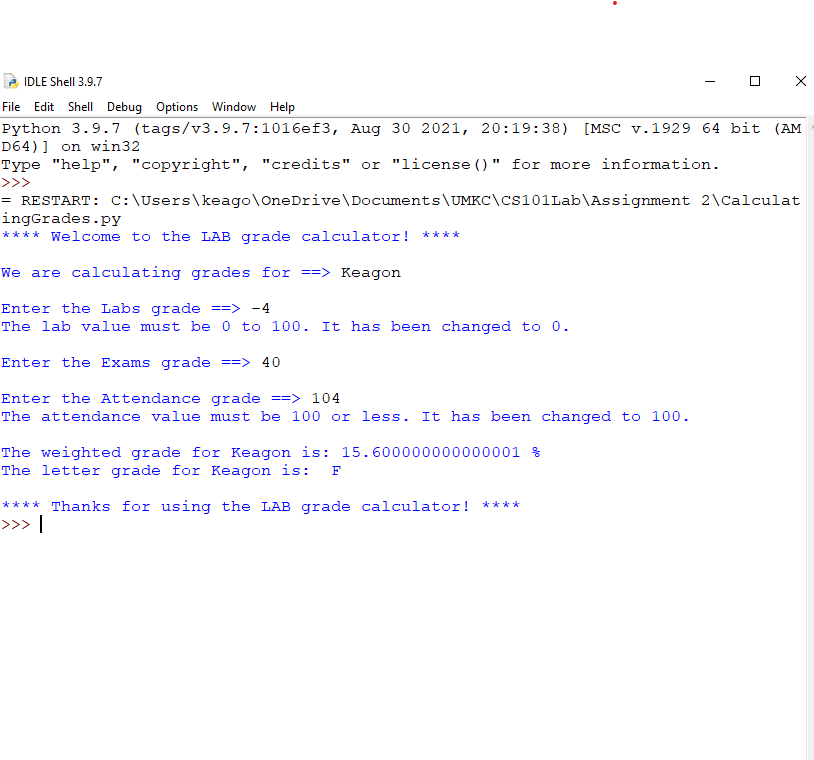 IDLE Shell 3.9.7
File Edit Shell Debug Options Window Help
Python 3.9.7 (tags/v3.9.7:1016ef3, Aug 30 2021, 20:19:38) [MSC v.1929 64 bit (AM
D64)] on win32
Type "help", "copyright", "credits" or "license()" for more information.
>>>
= RESTART: C:\Users\keago\OneDrive\Documents\UMKC\CS101Lab\Assignment 2\Calculat
ingGrades.py
**** Welcome to the LAB grade calculator! ****
We are calculating grades for ==> Keagon
Enter the Labs grade ==> -4
The lab value must be 0 to 100. It has been changed to 0.
Enter the Exams grade ==> 40
Enter the Attendance grade ==> 104
The attendance value must be 100 or less. It has been changed to 100.
The weighted grade for Keagon is: 15.600000000000001 %
The letter grade for Keagon is:  F
**** Thanks for using the LAB grade calculator! ****
>>>